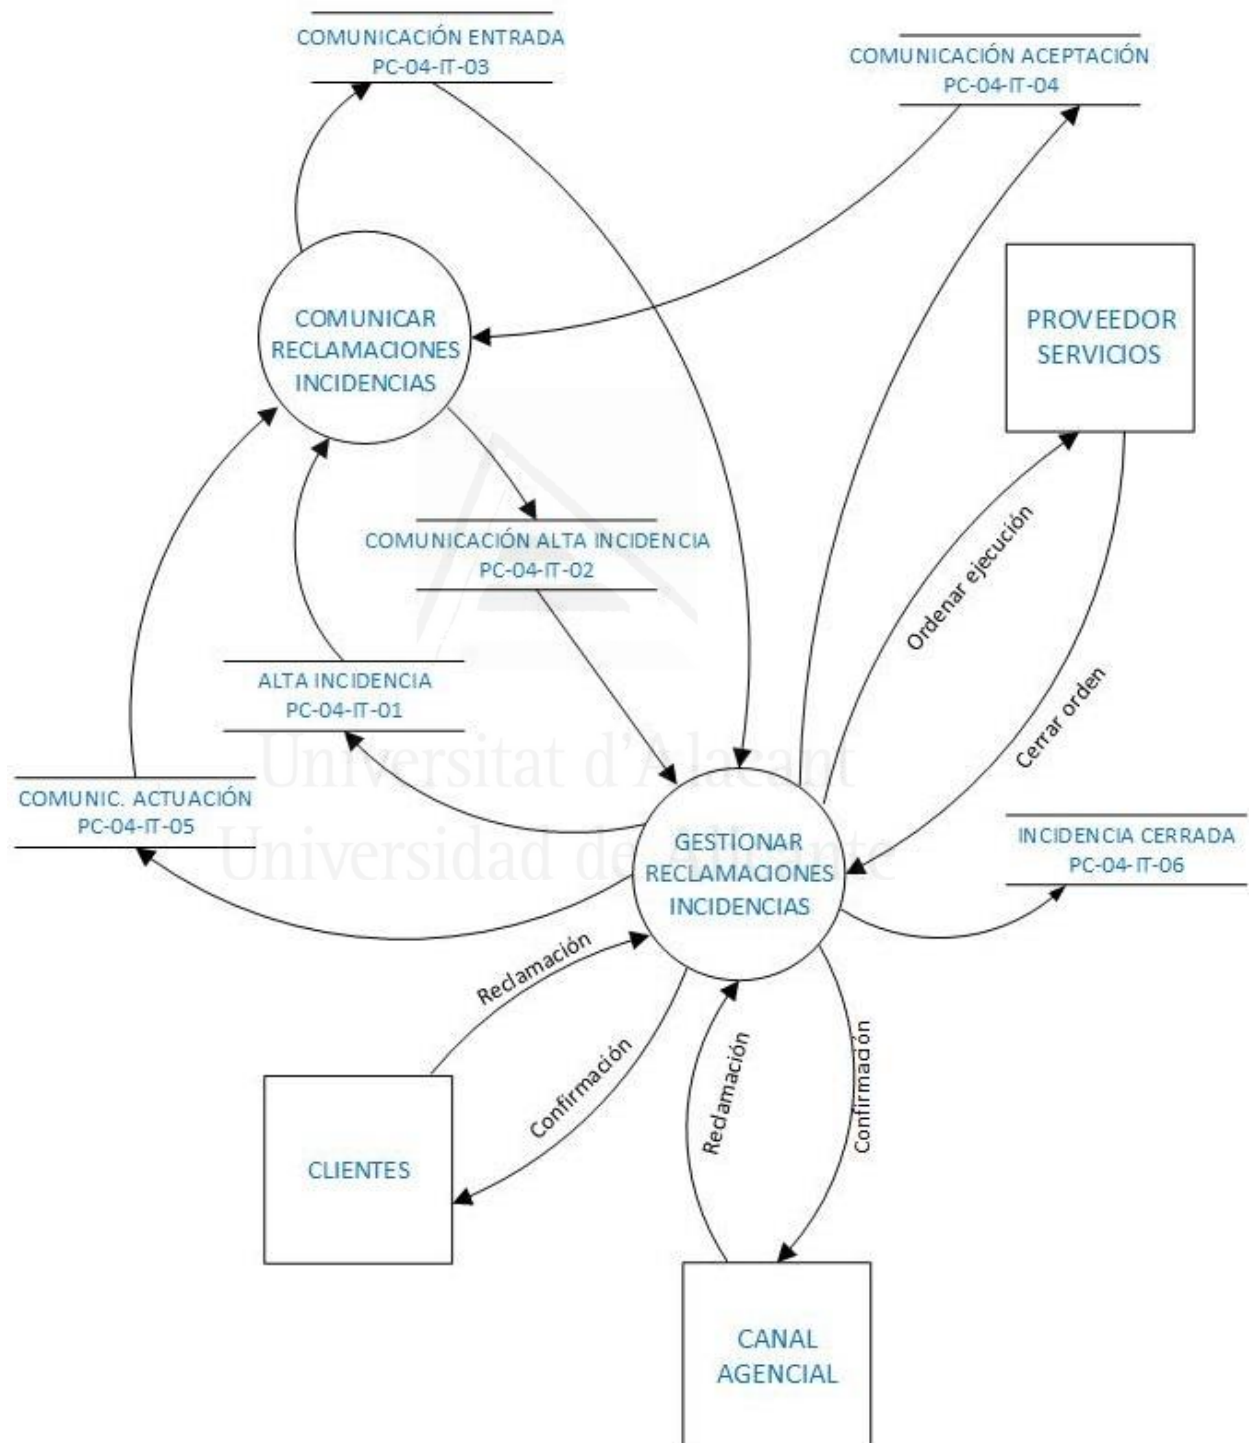 COMUNICACIÓN ENTRADA
PC-04-IT-03
COMUNICACIÓN ACEPTACIÓN
PC-04-IT-04
COMUNICAR
RECLAMACIONES
INCIDENCIAS
PROVEEDOR
SERVICIOS
COMUNICACIÓN ALTA INCIDENCIA
PC-04-IT-02
Ordenar ejecución
ALTA INCIDENCIA
PC-04-IT-01
Cerrar orden
Universitat d'Alacant
Universidad de Alicante
COMUNIC. ACTUACIÓN
PC-04-IT-05
GESTIONAR
RECLAMACIONES
INCIDENCIAS
INCIDENCIA CERRADA
PC-04-IT-06
Reclamación
Confirmación
Reclamación
Confirmación
CLIENTES
CANAL
AGENCIAL